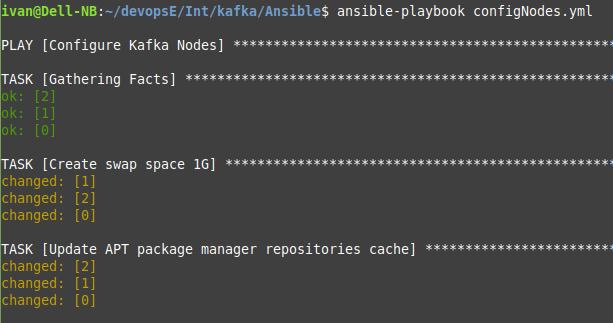 ivan@Dell-NB:~/devopsE/Int/kafka/Ansible$ ansible-playbook configNodes.yml
PLAY [Configure Kafka Nodes] ************************************************
TASK [Gathering Facts] ******************************************************
ok: [2]
ok: [1]
ok: [0]
TASK [Create swap space 1G] *************************************************
changed: [1]
changed: [2]
changed: [0]
TASK [Update APT package manager repositories cache] ************************
changed: [2]
changed: [1]
changed: [0]